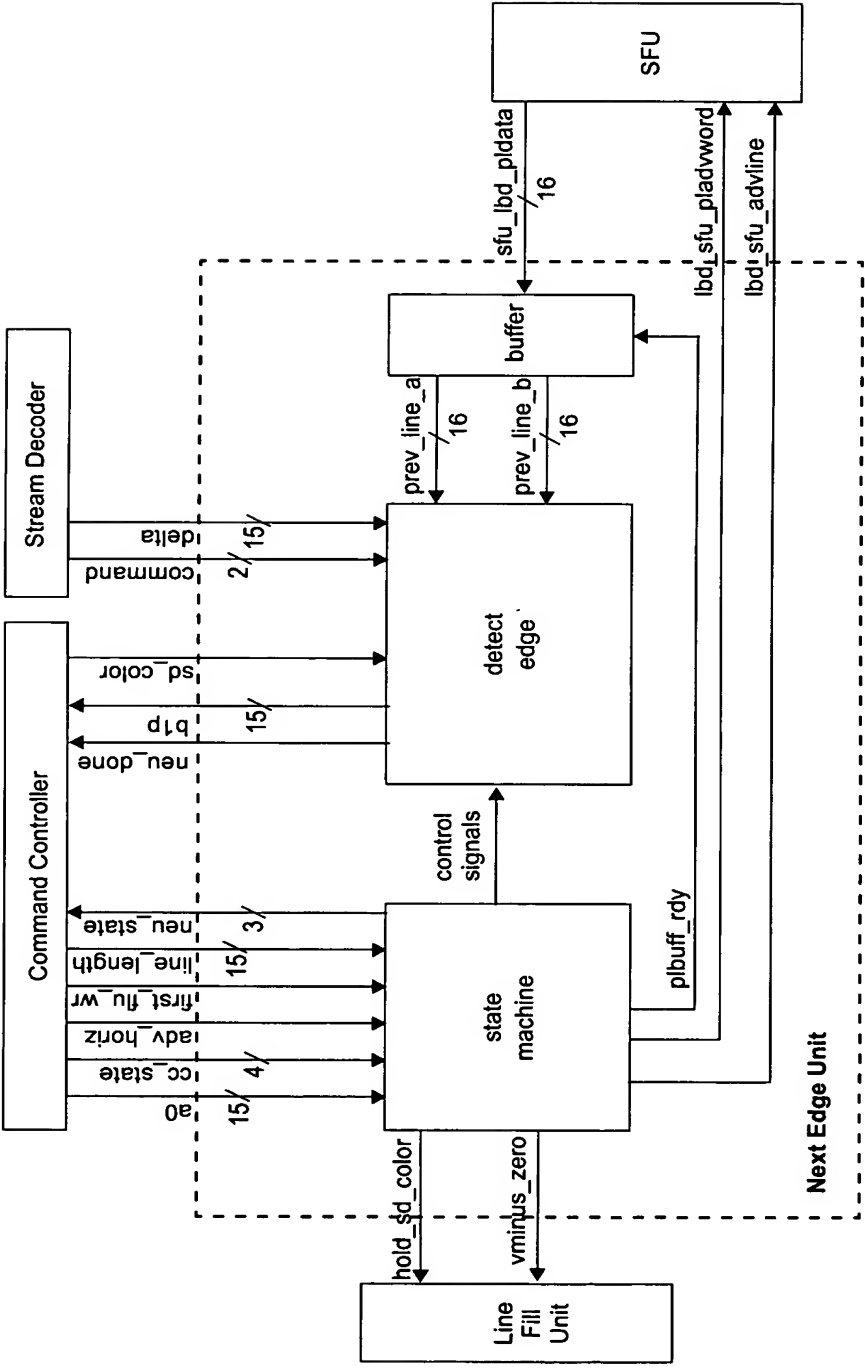 Command Controller
Stream Decoder
a0
15
cc_state
4
adv_horiz
first_flu_wr
line_length
15
neu_state
3
neu_done
b1p
15
sd_color
command
2
delta
15
Line
Fill
Unit
hold_sd_color
vminus_zero
state
machine
control
signals
detect
edge
prev_line_a
16
prev_line_b
16
buffer
sfu_lbd_pldata
16
SFU
plbuff_rdy
lbd_sfu_pladvword
lbd_sfu_advline
Next Edge Unit